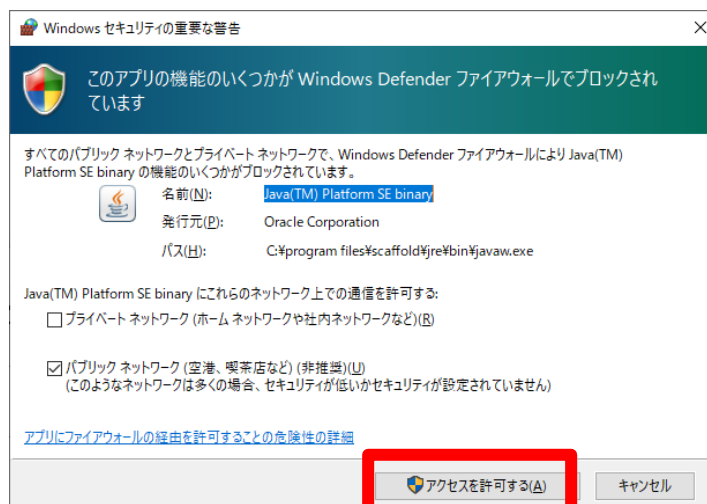 Windows セキュリティの重要な警告
このアプリの機能のいくつかが Windows Defender ファイアウォールでブロックされ
ています
すべてのパブリック ネットワークとプライベート ネットワークで、Windows Defender ファイアウォールにより Java(TM)
Platform SE binary の機能のいくつかがブロックされています。
名前(N): Java(TM) Platform SE binary
発行元(P): Oracle Corporation
パス(H): C:¥program files¥scaffold¥jre¥bin¥javaw.exe
Java(TM) Platform SE binary にこれらのネットワーク上での通信を許可する:
プライベート ネットワーク (ホーム ネットワークや社内ネットワークなど)(R)
パブリック ネットワーク (空港、喫茶店など) (非推奨)(U)
(このようなネットワークは多くの場合、セキュリティが低いかセキュリティが設定されていません)
アプリにファイアウォールの経由を許可することの危険性の詳細
アクセスを許可する(A) キャンセル